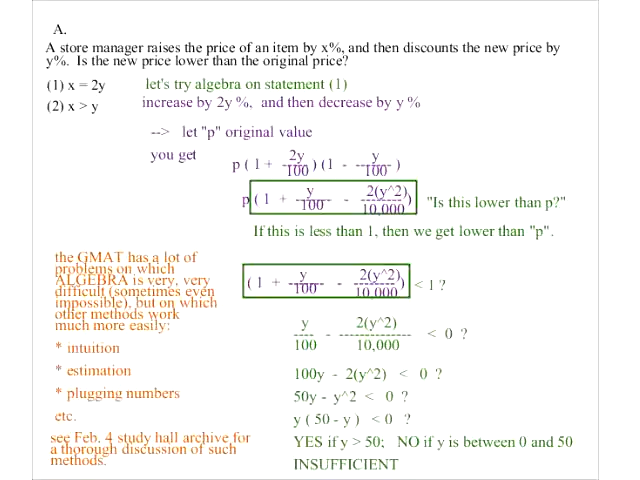 A.
A store manager raises the price of an item by x%, and then discounts the new price by
y%. Is the new price lower than the original price?
(1) x = 2y
let's try algebra on statement (1)
(2) x > y
increase by 2y %, and then decrease by y %
--> let "p" original value
you get
p ( 1 + 2y/100 ) (1 - y/100 )
p( 1 + y/100 - 2(y^2)/10,000 ) "Is this lower than p?"
If this is less than 1, then we get lower than "p".
( 1 + y/100 - 2(y^2)/10,000 ) < 1 ?
y/100 - 2(y^2)/10,000 < 0 ?
100y - 2(y^2) < 0 ?
50y - y^2 < 0 ?
y ( 50 - y ) < 0 ?
YES if y > 50; NO if y is between 0 and 50
INSUFFICIENT
the GMAT has a lot of
problems on which
ALGEBRA is very, very
difficult (sometimes even
impossible), but on which
other methods work
much more easily:
* intuition
* estimation
* plugging numbers
etc.
see Feb. 4 study hall archive for
a thorough discussion of such
methods.